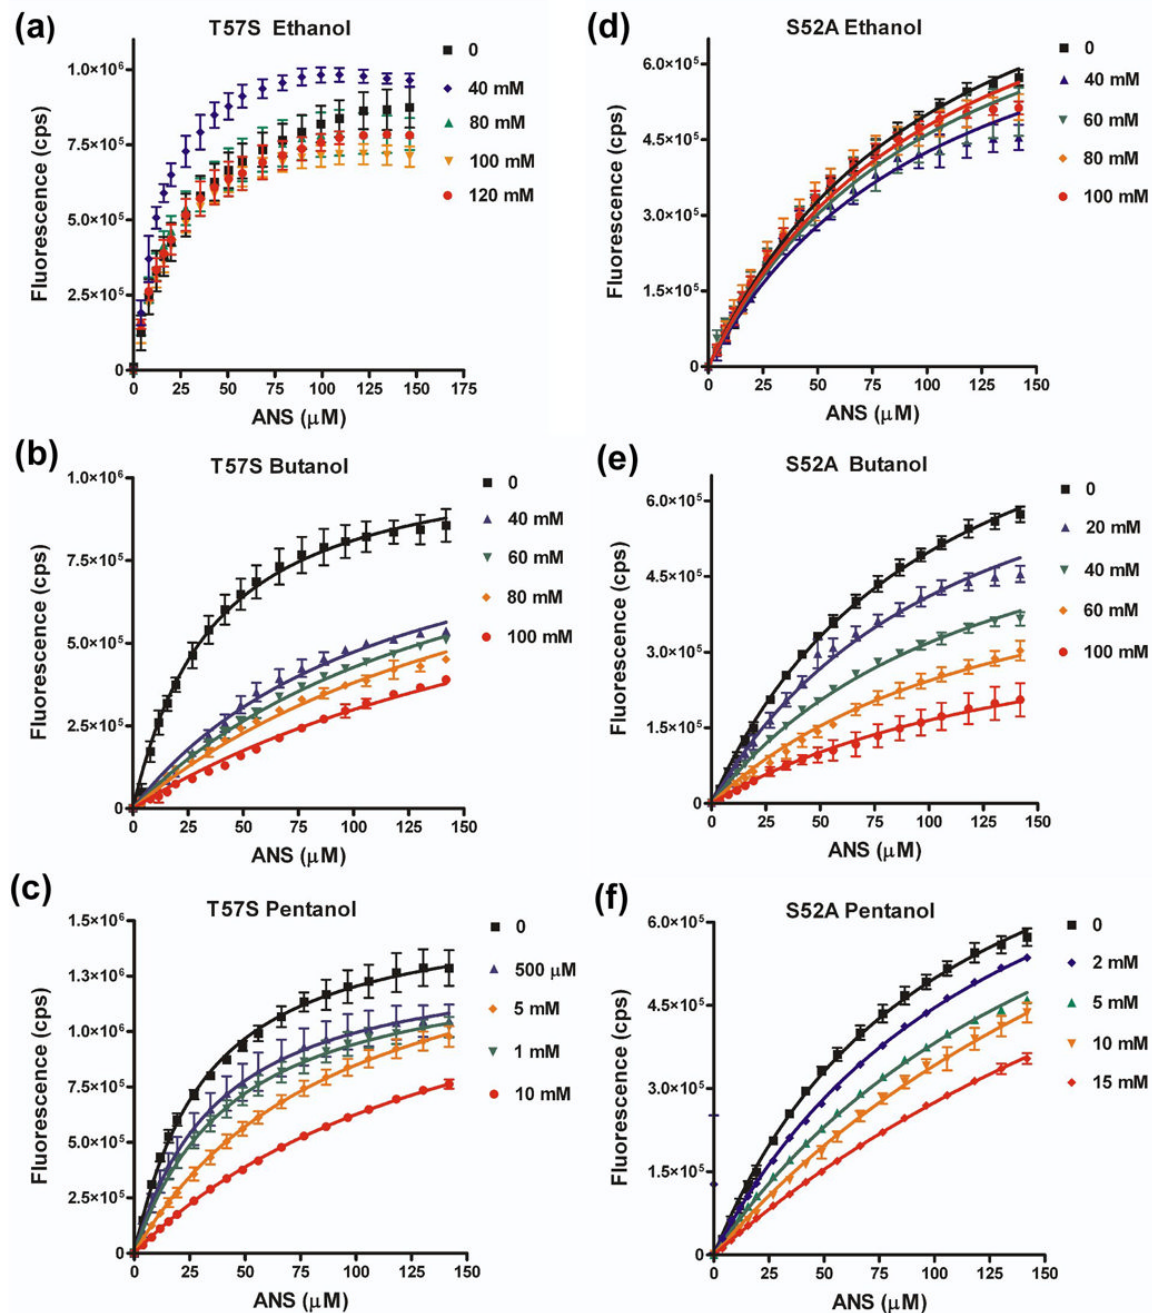 (a)
T57S Ethanol
0
40 mM
80 mM
100 mM
120 mM
Fluorescence (cps)
1.0×10⁶
7.5×10⁵
5.0×10⁵
2.5×10⁵
0
0 25 50 75 100 125 150 175
ANS (μM)
(d)
S52A Ethanol
0
40 mM
60 mM
80 mM
100 mM
Fluorescence (cps)
6.0×10⁵
4.5×10⁵
3.0×10⁵
1.5×10⁵
0
0 25 50 75 100 125 150
ANS (μM)
(b)
T57S Butanol
0
40 mM
60 mM
80 mM
100 mM
Fluorescence (cps)
1.0×10⁶
7.5×10⁵
5.0×10⁵
2.5×10⁵
0
0 25 50 75 100 125 150
ANS (μM)
(e)
S52A Butanol
0
20 mM
40 mM
60 mM
100 mM
Fluorescence (cps)
6.0×10⁵
4.5×10⁵
3.0×10⁵
1.5×10⁵
0
0 25 50 75 100 125 150
ANS (μM)
(c)
T57S Pentanol
0
500 μM
5 mM
1 mM
10 mM
Fluorescence (cps)
1.5×10⁶
1.3×10⁶
1.0×10⁶
7.5×10⁵
5.0×10⁵
2.5×10⁵
0
0 25 50 75 100 125 150
ANS (μM)
(f)
S52A Pentanol
0
2 mM
5 mM
10 mM
15 mM
Fluorescence (cps)
6.0×10⁵
4.5×10⁵
3.0×10⁵
1.5×10⁵
0
0 25 50 75 100 125 150
ANS (μM)